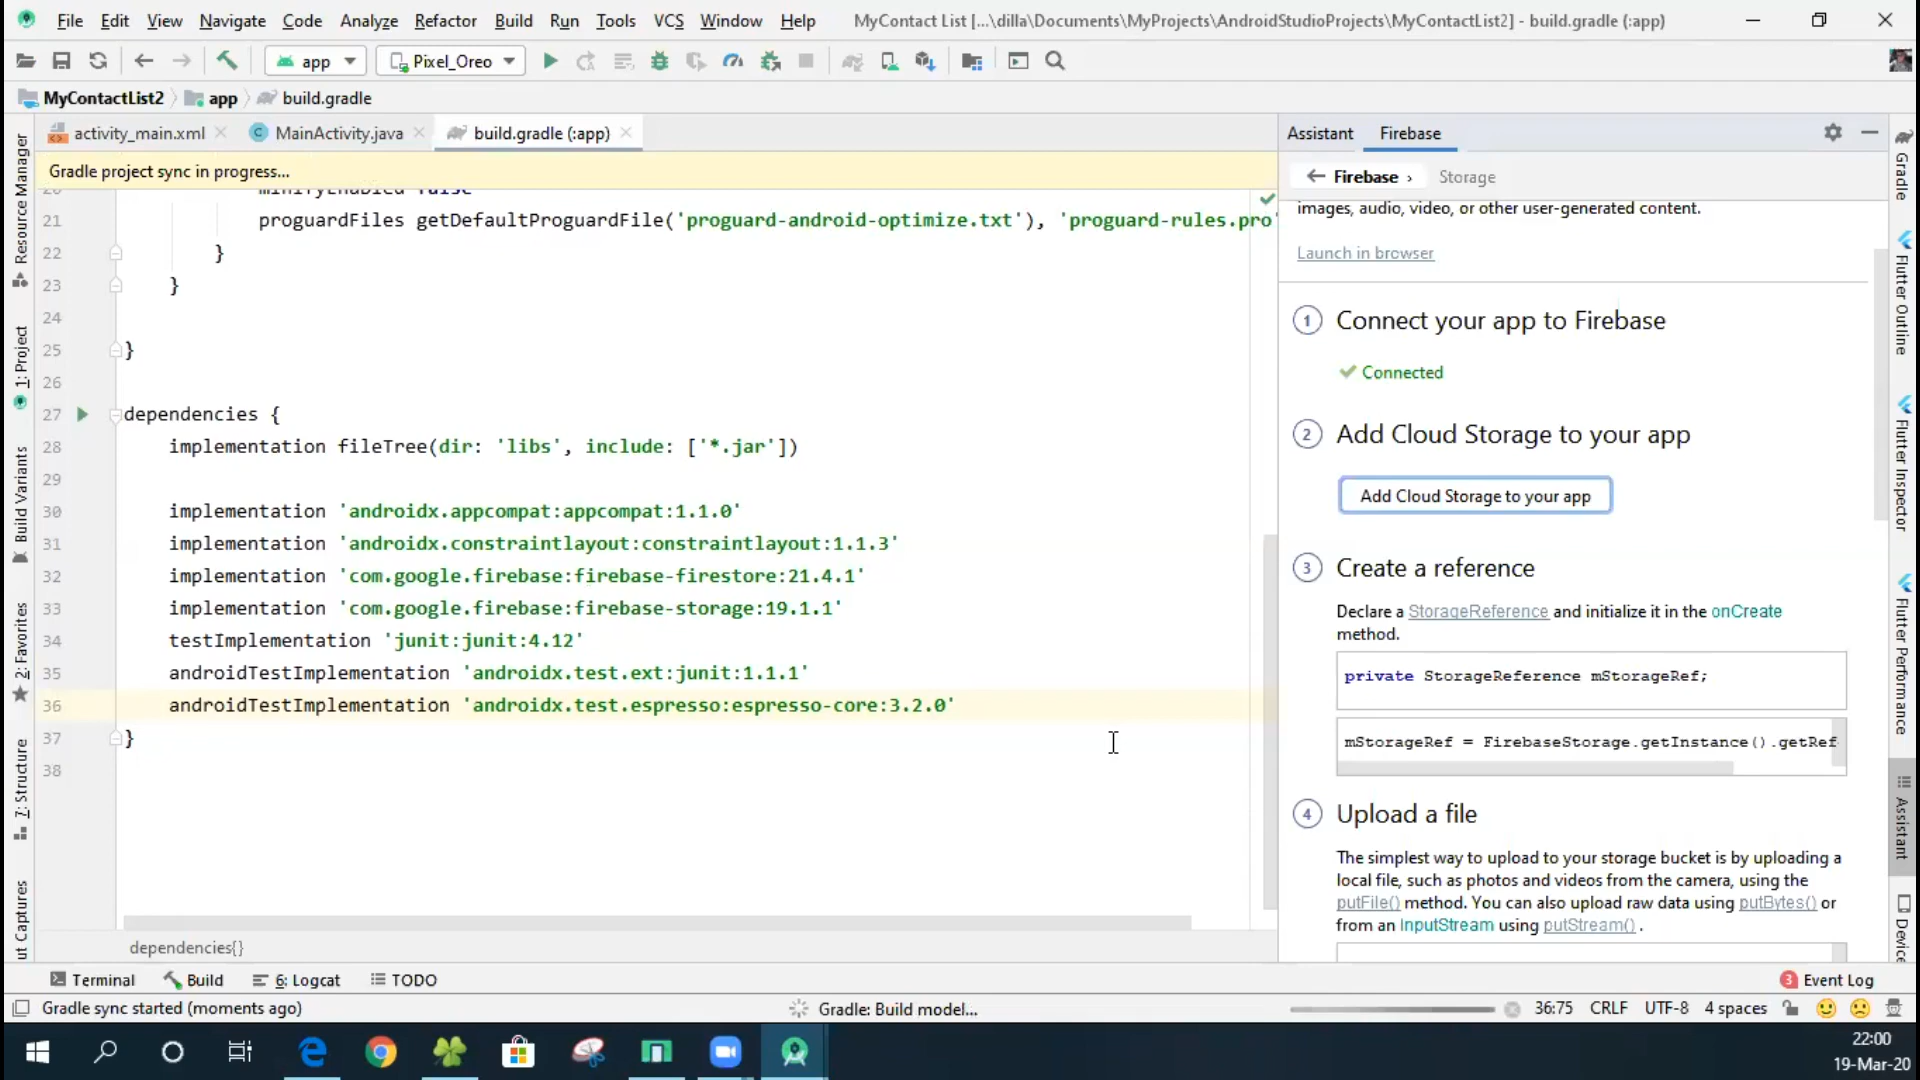 File Edit View Navigate Code Analyze Refactor Build Run Tools VCS Window Help MyContact List [...\dilla\Documents\MyProjects\AndroidStudioProjects\MyContactList2] - build.gradle (:app)
app Pixel_Oreo
MyContactList2 app build.gradle
activity_main.xml MainActivity.java build.gradle (:app)
Gradle project sync in progress...
20 minifyEnabled false
21 proguardFiles getDefaultProguardFile('proguard-android-optimize.txt'), 'proguard-rules.pro'
22 }
23 }
24
25 }
26
27 dependencies {
28 implementation fileTree(dir: 'libs', include: ['*.jar'])
29
30 implementation 'androidx.appcompat:appcompat:1.1.0'
31 implementation 'androidx.constraintlayout:constraintlayout:1.1.3'
32 implementation 'com.google.firebase:firebase-firestore:21.4.1'
33 implementation 'com.google.firebase:firebase-storage:19.1.1'
34 testImplementation 'junit:junit:4.12'
35 androidTestImplementation 'androidx.test.ext:junit:1.1.1'
36 androidTestImplementation 'androidx.test.espresso:espresso-core:3.2.0'
37 }
38
dependencies{}
Resource Manager
1: Project
Build Variants
2: Favorites
7: Structure
ut Captures
Assistant Firebase
← Firebase › Storage
images, audio, video, or other user-generated content.
Launch in browser
1 Connect your app to Firebase
Connected
2 Add Cloud Storage to your app
Add Cloud Storage to your app
3 Create a reference
Declare a StorageReference and initialize it in the onCreate
method.
private StorageReference mStorageRef;
mStorageRef = FirebaseStorage.getInstance().getRef
4 Upload a file
The simplest way to upload to your storage bucket is by uploading a
local file, such as photos and videos from the camera, using the
putFile() method. You can also upload raw data using putBytes() or
from an InputStream using putStream() .
Gradle
Flutter Outline
Flutter Inspector
Flutter Performance
Assistant
Device
Terminal Build 6: Logcat TODO 3 Event Log
Gradle sync started (moments ago) Gradle: Build model... 36:75 CRLF UTF-8 4 spaces
22:00
19-Mar-20